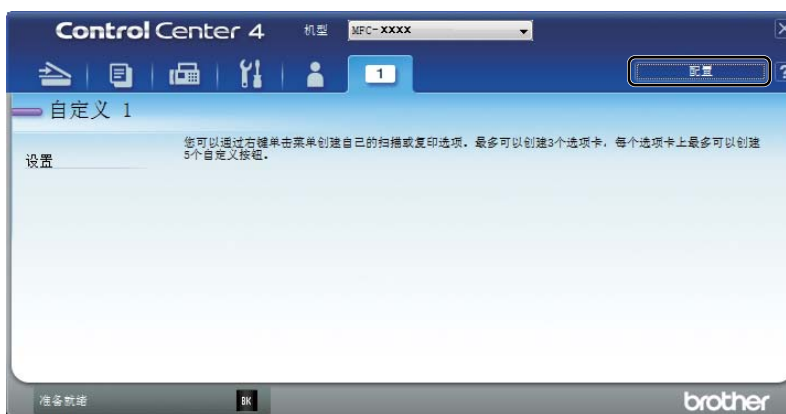 Control Center 4 机型 MFC-XXXX
1 配置 ?
自定义 1
您可以通过右键单击菜单创建自己的扫描或复印选项。最多可以创建3个选项卡，每个选项卡上最多可以创建
设置
5个自定义按钮。
准备就绪 BK brother